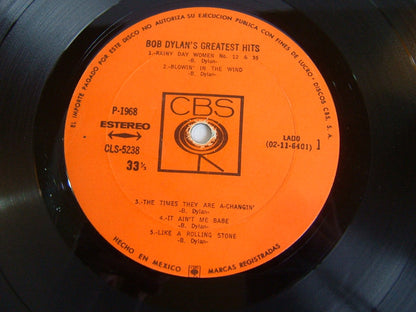 EL IMPORTE PAGADO POR ESTE DISCO NO AUTORIZA SU EJECUCION PUBLICA CON FINES DE LUCRO - DISCOS CBS, S. A.
BOB DYLAN'S GREATEST HITS
1.-RAINY DAY WOMEN No. 12 & 35
-B. Dylan-
2.-BLOWIN' IN THE WIND
-B. Dylan-
CBS
P-1968
ESTEREO
CLS-5238
33⅓
LADO
(02-11-6401) 1
3.-THE TIMES THEY ARE A-CHANGIN'
-B. Dylan-
4.-IT AIN'T ME BABE
-B. Dylan-
5.-LIKE A ROLLING STONE
-B. Dylan-
HECHO EN MEXICO MARCAS REGISTRADAS